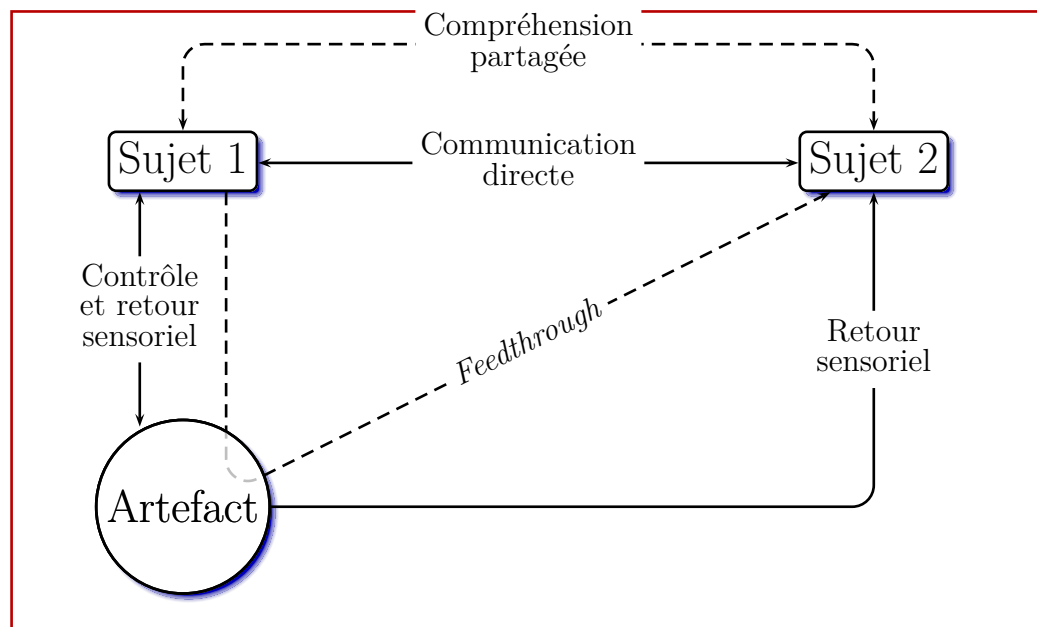 Compréhension
partagée
Sujet 1
Communication
directe
Sujet 2
Contrôle
et retour
sensoriel
Feedthrough
Retour
sensoriel
Artefact